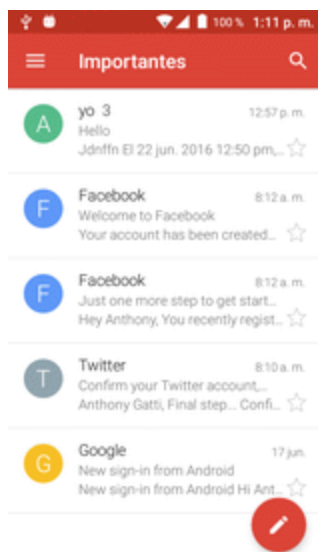 100 % 1:11 p. m.
Importantes
A
yo 3 12:57 p. m.
Hello
Jdnffn El 22 jun. 2016 12:50 pm,...
F
Facebook 8:12 a. m.
Welcome to Facebook
Your account has been created...
F
Facebook 8:12 a. m.
Just one more step to get start...
Hey Anthony, You recently regist...
T
Twitter 8:10 a. m.
Confirm your Twitter account,...
Anthony Gatti, Final step... Confi...
G
Google 17 jun.
New sign-in from Android
New sign-in from Android Hi Ant...